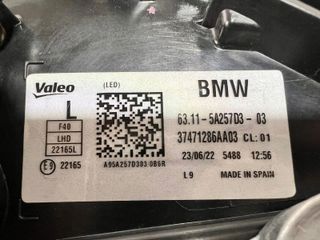 Valeo
(LED)
BMW
L
F40
LHD
22165L
E9 22165
A95A257D303 0B6R
63.11- 5A257D3 - 03
37471286AA03 CL: 01
23/06/22 5488 12:56
L9 MADE IN SPAIN